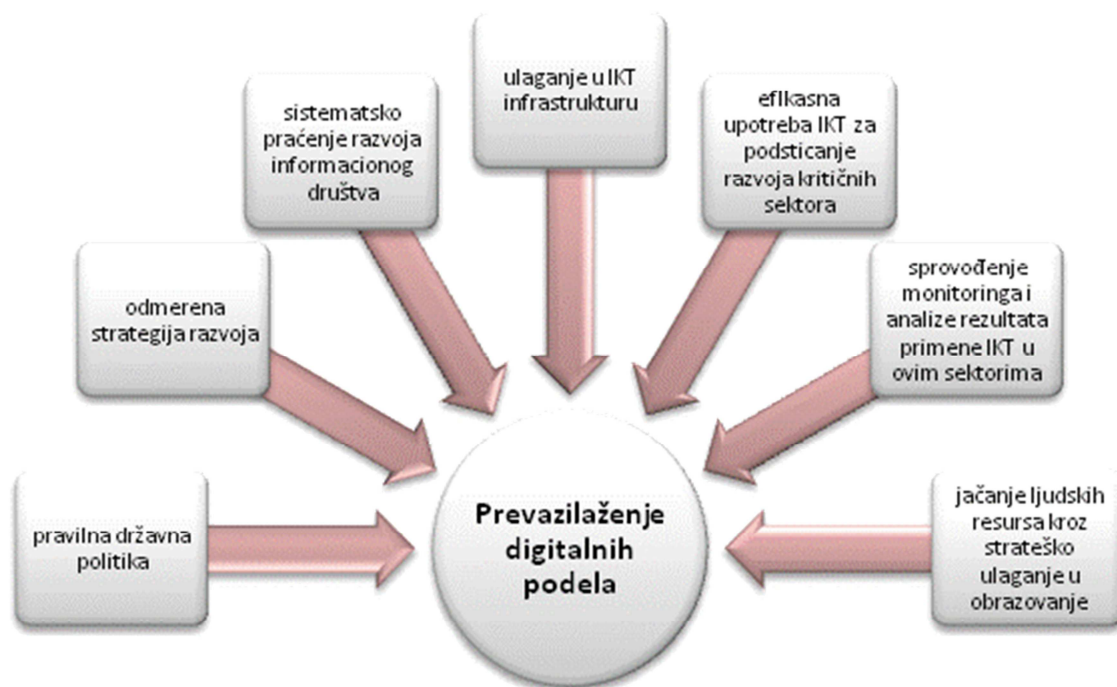 pravilna državna
politika
odmerena
strategija razvoja
sistematsko
praćenje razvoja
informacionog
društva
ulaganje u IKT
infrastrukturu
efikasna
upotreba IKT za
podsticanje
razvoja kritičnih
sektora
sprovođenje
monitoringa i
analize rezultata
primene IKT u
ovim sektorima
jačanje ljudskih
resursa kroz
strateško
ulaganje u
obrazovanje
Prevazilaženje
digitalnih
podela